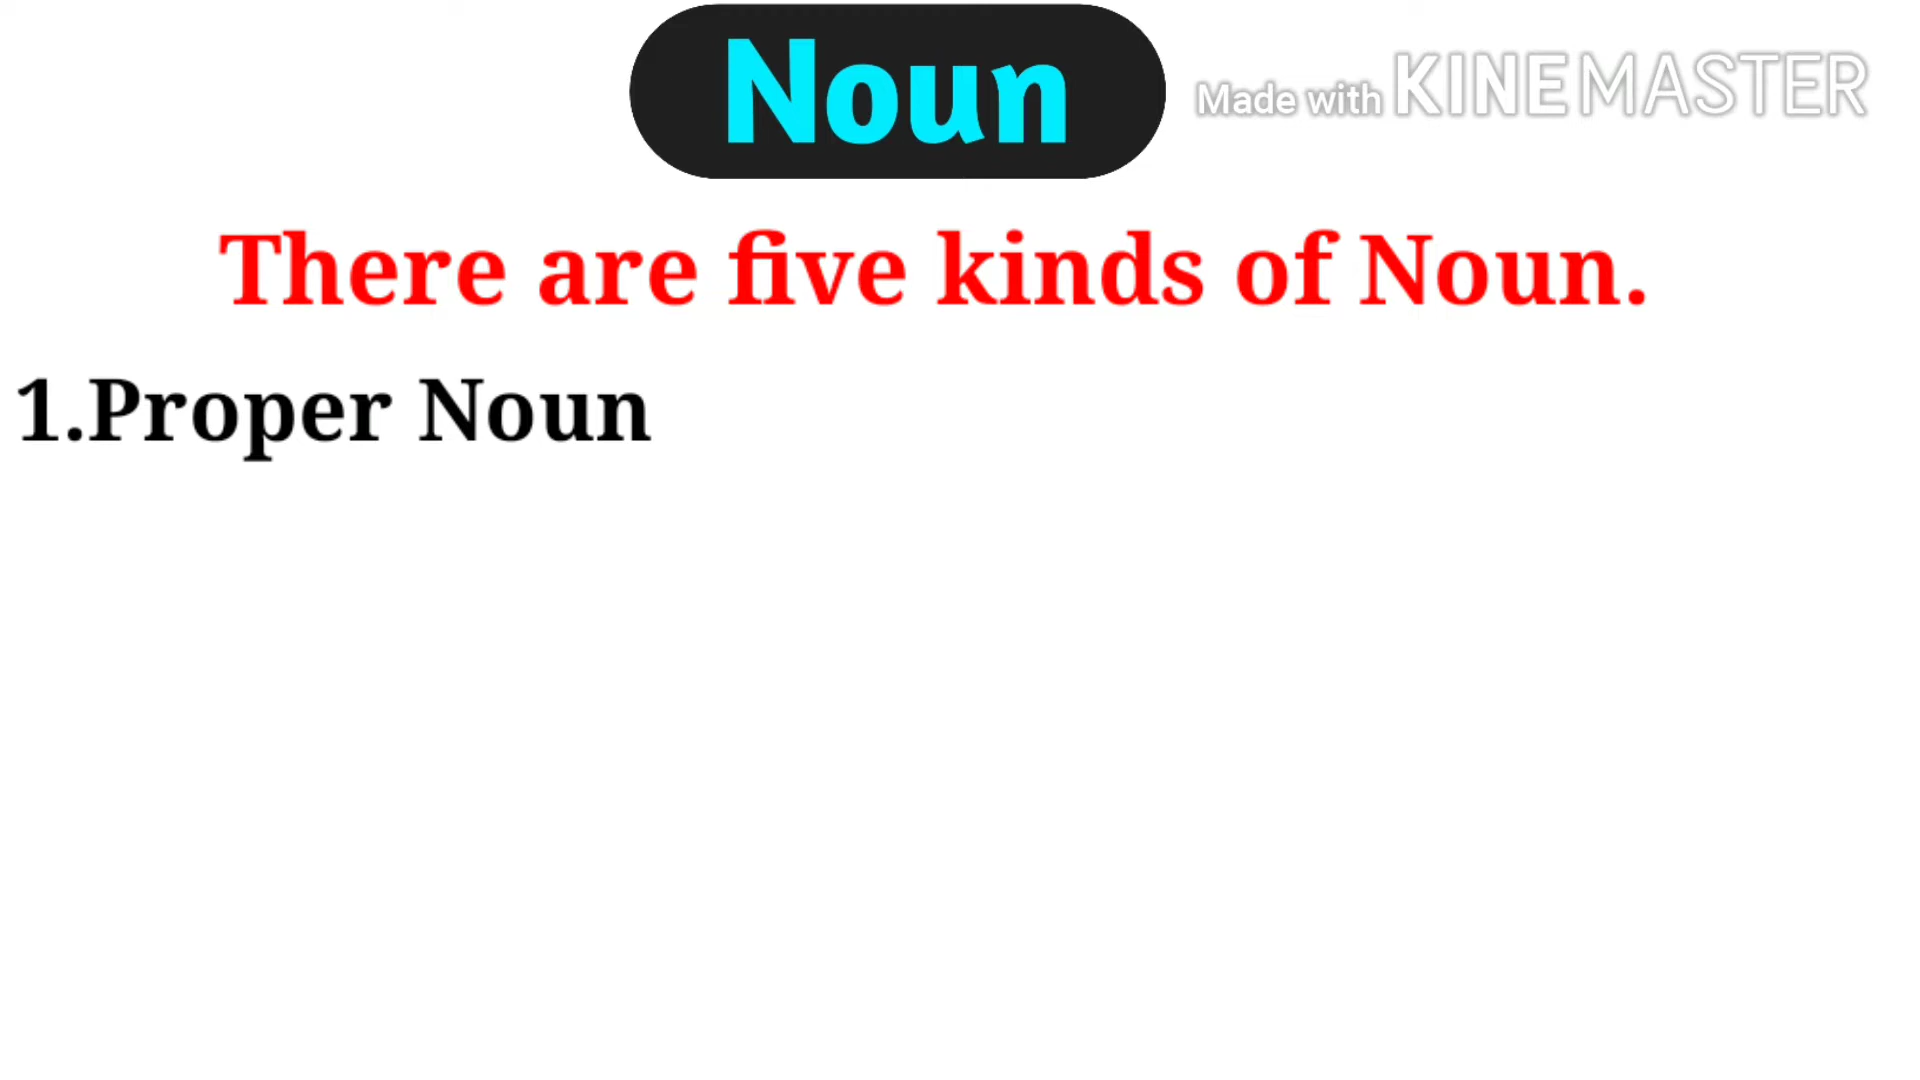 Noun
Made with KINEMASTER
There are five kinds of Noun.
1.Proper Noun